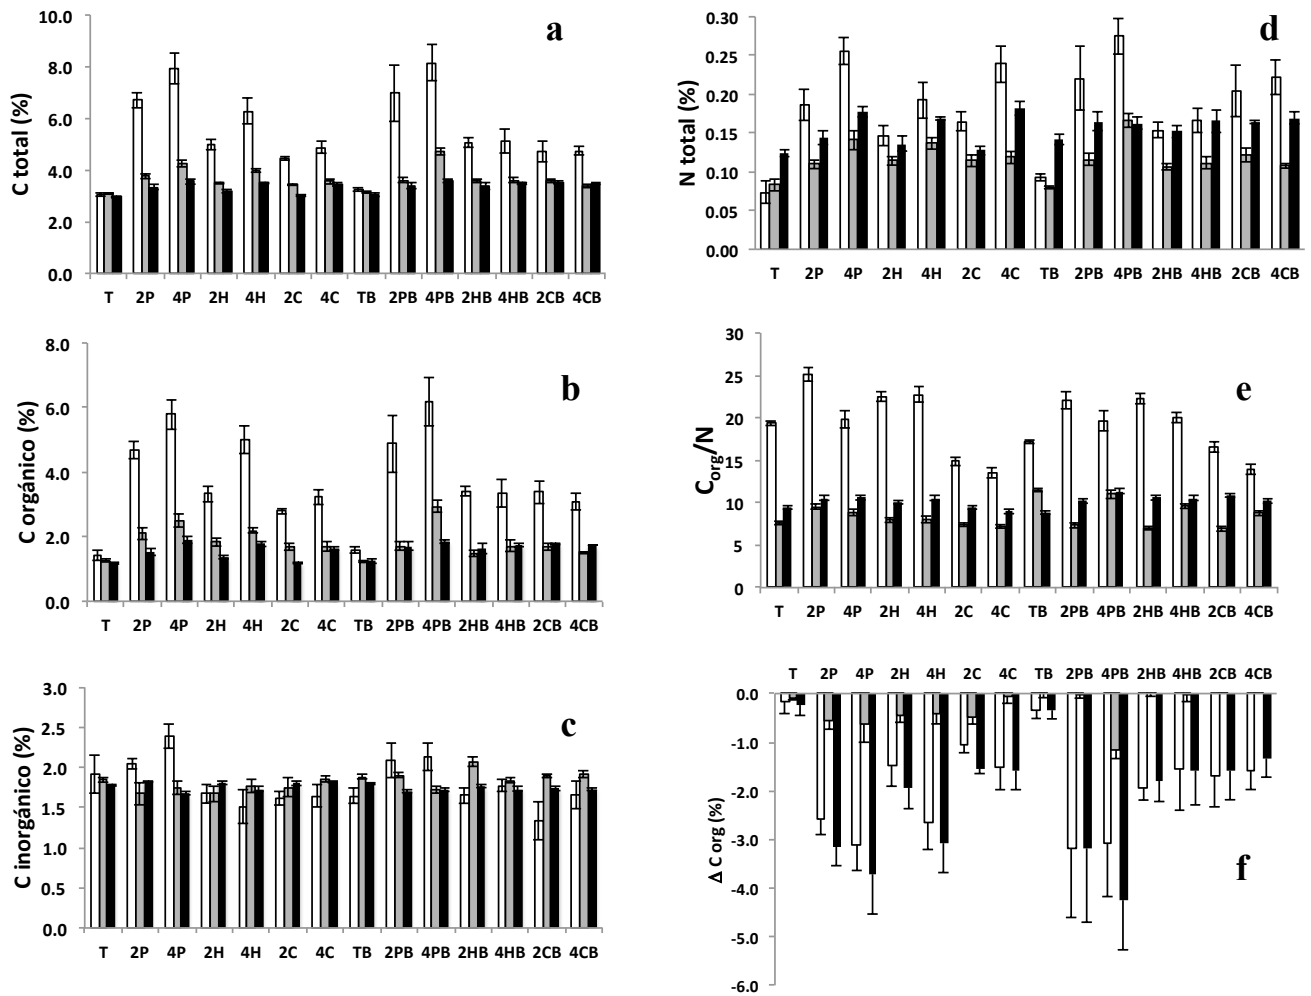 a
C total (%)
10.0
8.0
6.0
4.0
2.0
0.0
T 2P 4P 2H 4H 2C 4C TB 2PB 4PB 2HB 4HB 2CB 4CB
b
C orgánico (%)
8.0
6.0
4.0
2.0
0.0
T 2P 4P 2H 4H 2C 4C TB 2PB 4PB 2HB 4HB 2CB 4CB
c
C inorgánico (%)
3.0
2.5
2.0
1.5
1.0
0.5
0.0
T 2P 4P 2H 4H 2C 4C TB 2PB 4PB 2HB 4HB 2CB 4CB
d
N total (%)
0.30
0.25
0.20
0.15
0.10
0.05
0.00
T 2P 4P 2H 4H 2C 4C TB 2PB 4PB 2HB 4HB 2CB 4CB
e
Corg/N
30
25
20
15
10
5
0
T 2P 4P 2H 4H 2C 4C TB 2PB 4PB 2HB 4HB 2CB 4CB
T 2P 4P 2H 4H 2C 4C TB 2PB 4PB 2HB 4HB 2CB 4CB
Δ C org (%)
0.0
-1.0
-2.0
-3.0
-4.0
-5.0
-6.0
f